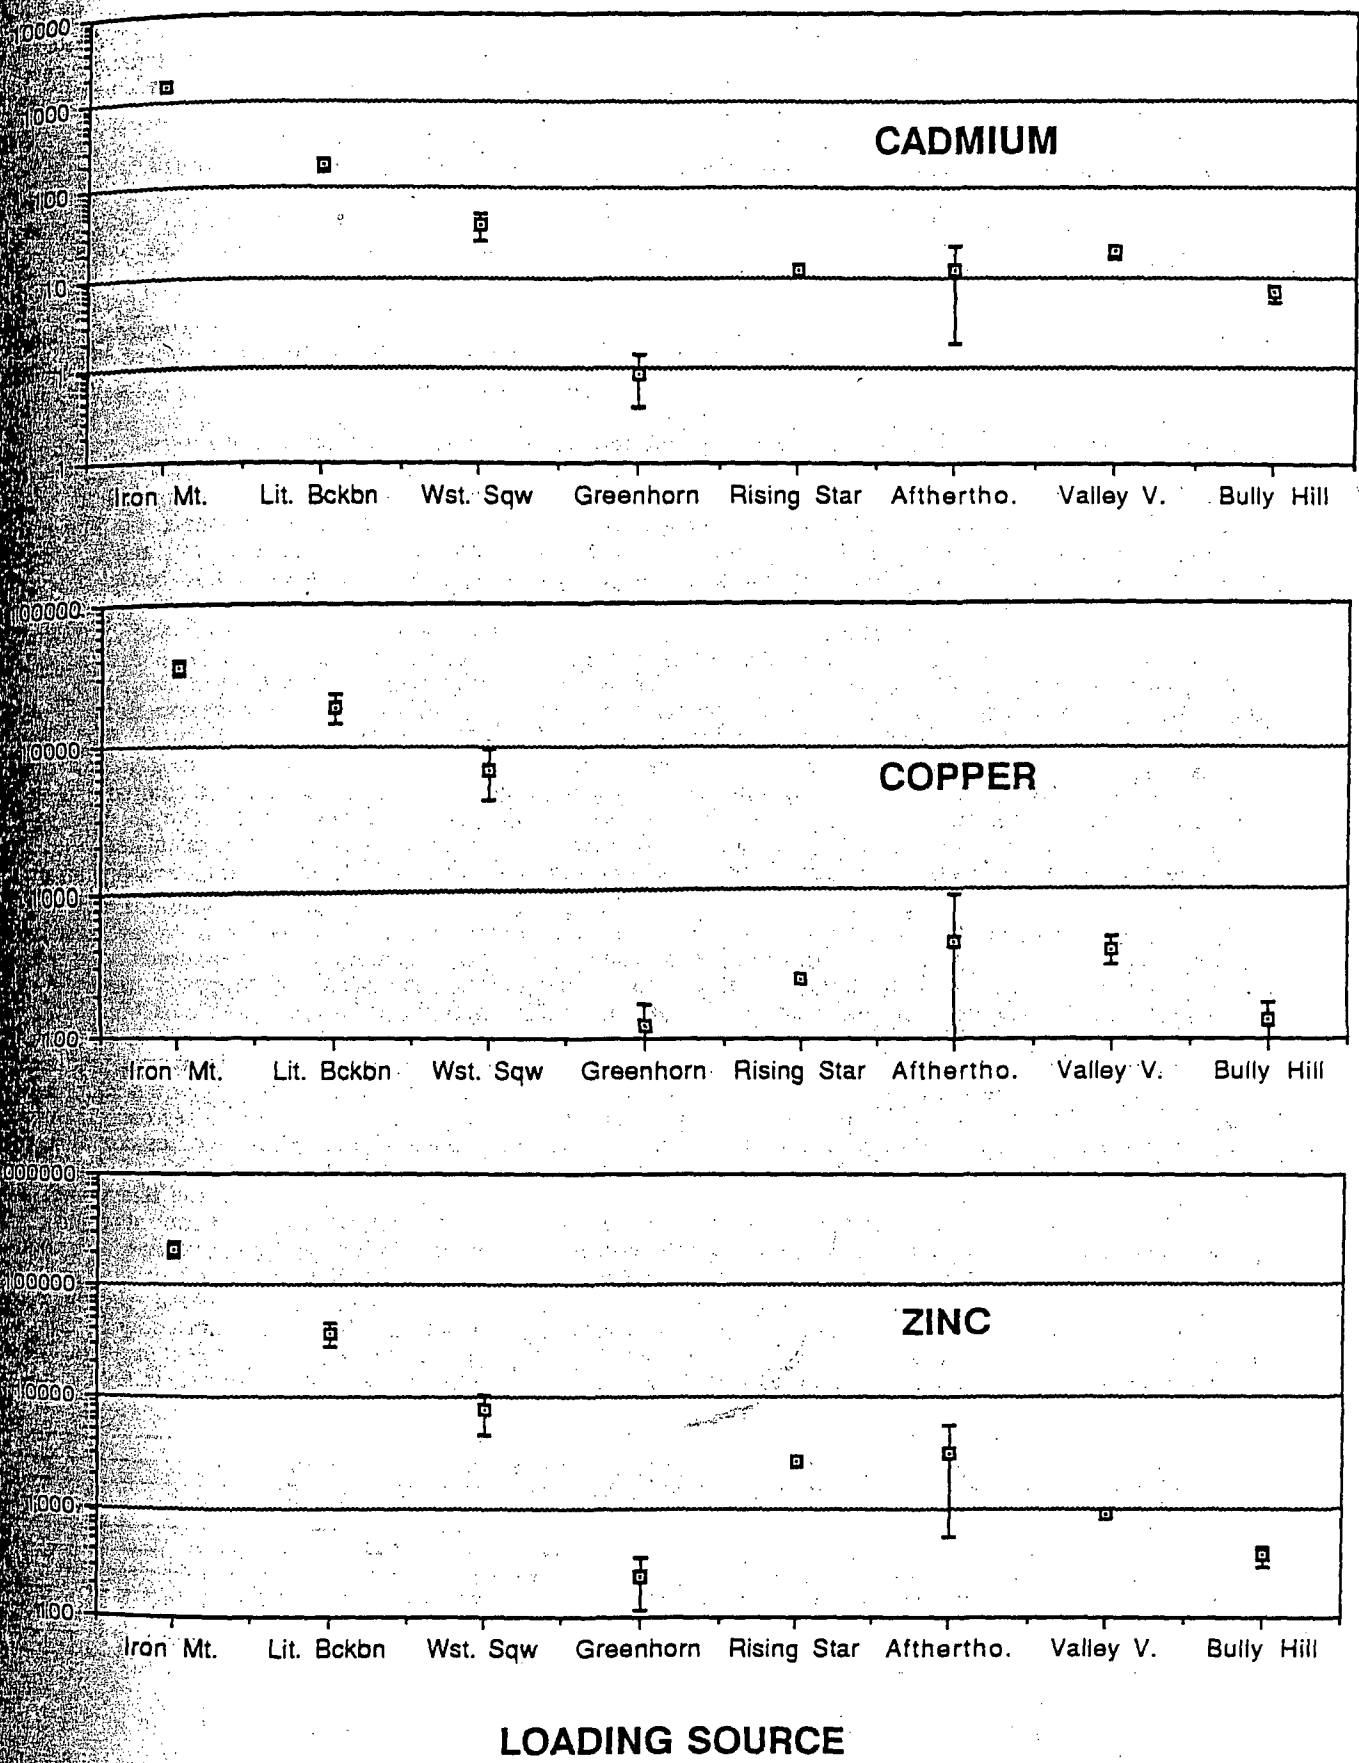 10000
1000
CADMIUM
100
10
1
.1
Iron Mt. Lit. Bckbn Wst. Sqw Greenhorn Rising Star Afthertho. Valley V. Bully Hill
100000
10000
COPPER
1000
100
Iron Mt. Lit. Bckbn Wst. Sqw Greenhorn Rising Star Afthertho. Valley V. Bully Hill
000000
100000
ZINC
10000
1000
100
Iron Mt. Lit. Bckbn Wst. Sqw Greenhorn Rising Star Afthertho. Valley V. Bully Hill
LOADING SOURCE